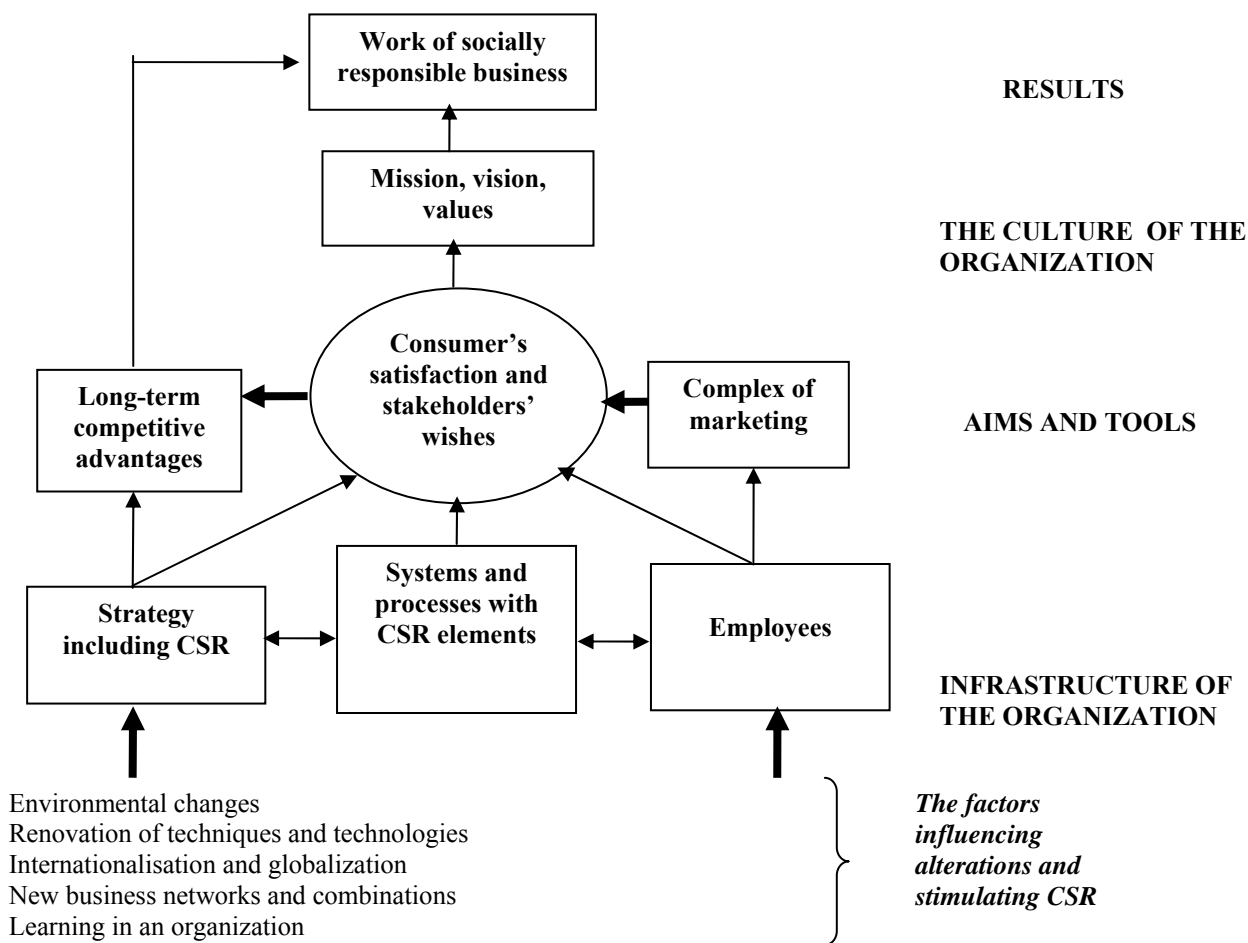 Work of socially
responsible business
RESULTS
Mission, vision,
values
THE CULTURE OF THE
ORGANIZATION
Consumer’s
satisfaction and
stakeholders’
wishes
Long-term
competitive
advantages
Complex of
marketing
AIMS AND TOOLS
Strategy
including CSR
Systems and
processes with
CSR elements
Employees
INFRASTRUCTURE OF
THE ORGANIZATION
Environmental changes
Renovation of techniques and technologies
Internationalisation and globalization
New business networks and combinations
Learning in an organization
The factors
influencing
alterations and
stimulating CSR